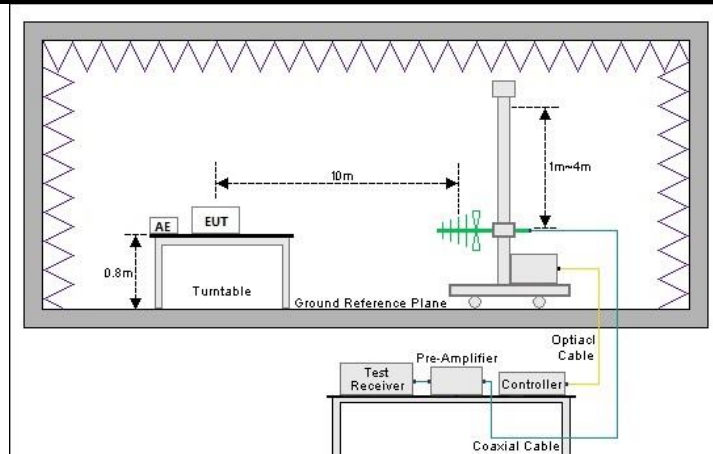 10m
1m~4m
AE
EUT
0.8m
Turntable
Ground Reference Plane
Optiacl
Cable
Pre-Amplifier
Test
Receiver
Controller
Coaxial Cable